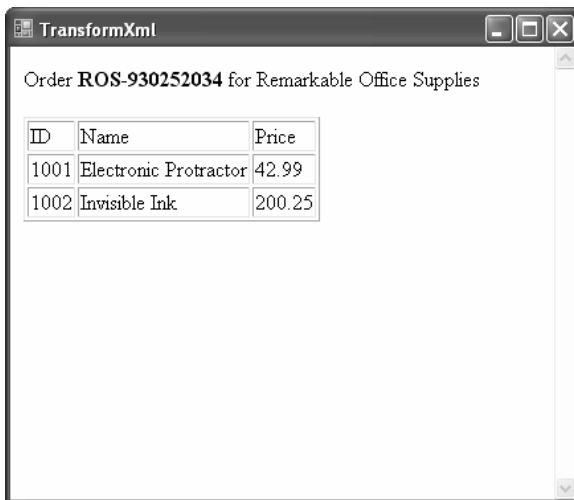 TransformXml
Order ROS-930252034 for Remarkable Office Supplies
ID Name Price
1001 Electronic Protractor 42.99
1002 Invisible Ink 200.25